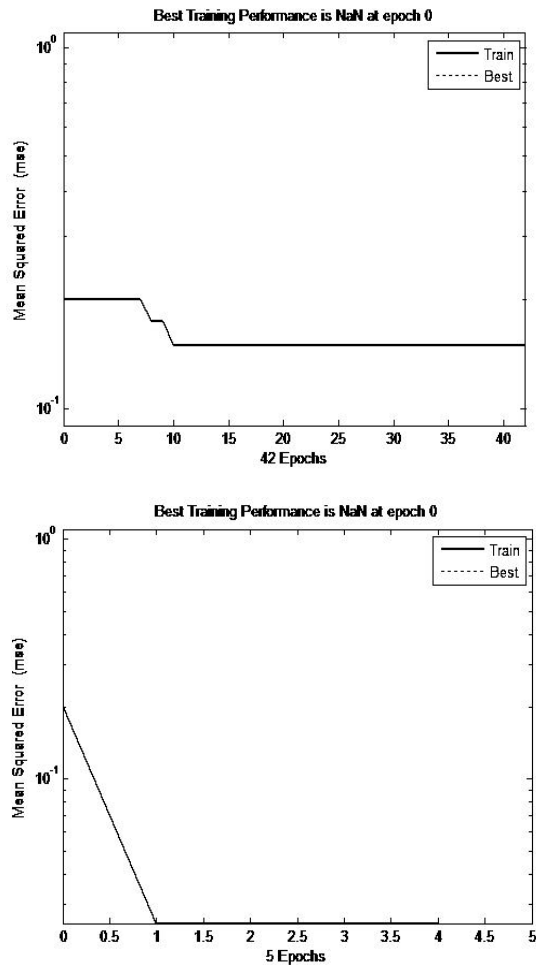 Best Training Performance is NaN at epoch 0
10^0
Train
Best
Mean Squared Error (mse)
10^-1
0 5 10 15 20 25 30 35 40
42 Epochs
Best Training Performance is NaN at epoch 0
10^0
Train
Best
Mean Squared Error (mse)
10^-1
0 0.5 1 1.5 2 2.5 3 3.5 4 4.5 5
5 Epochs